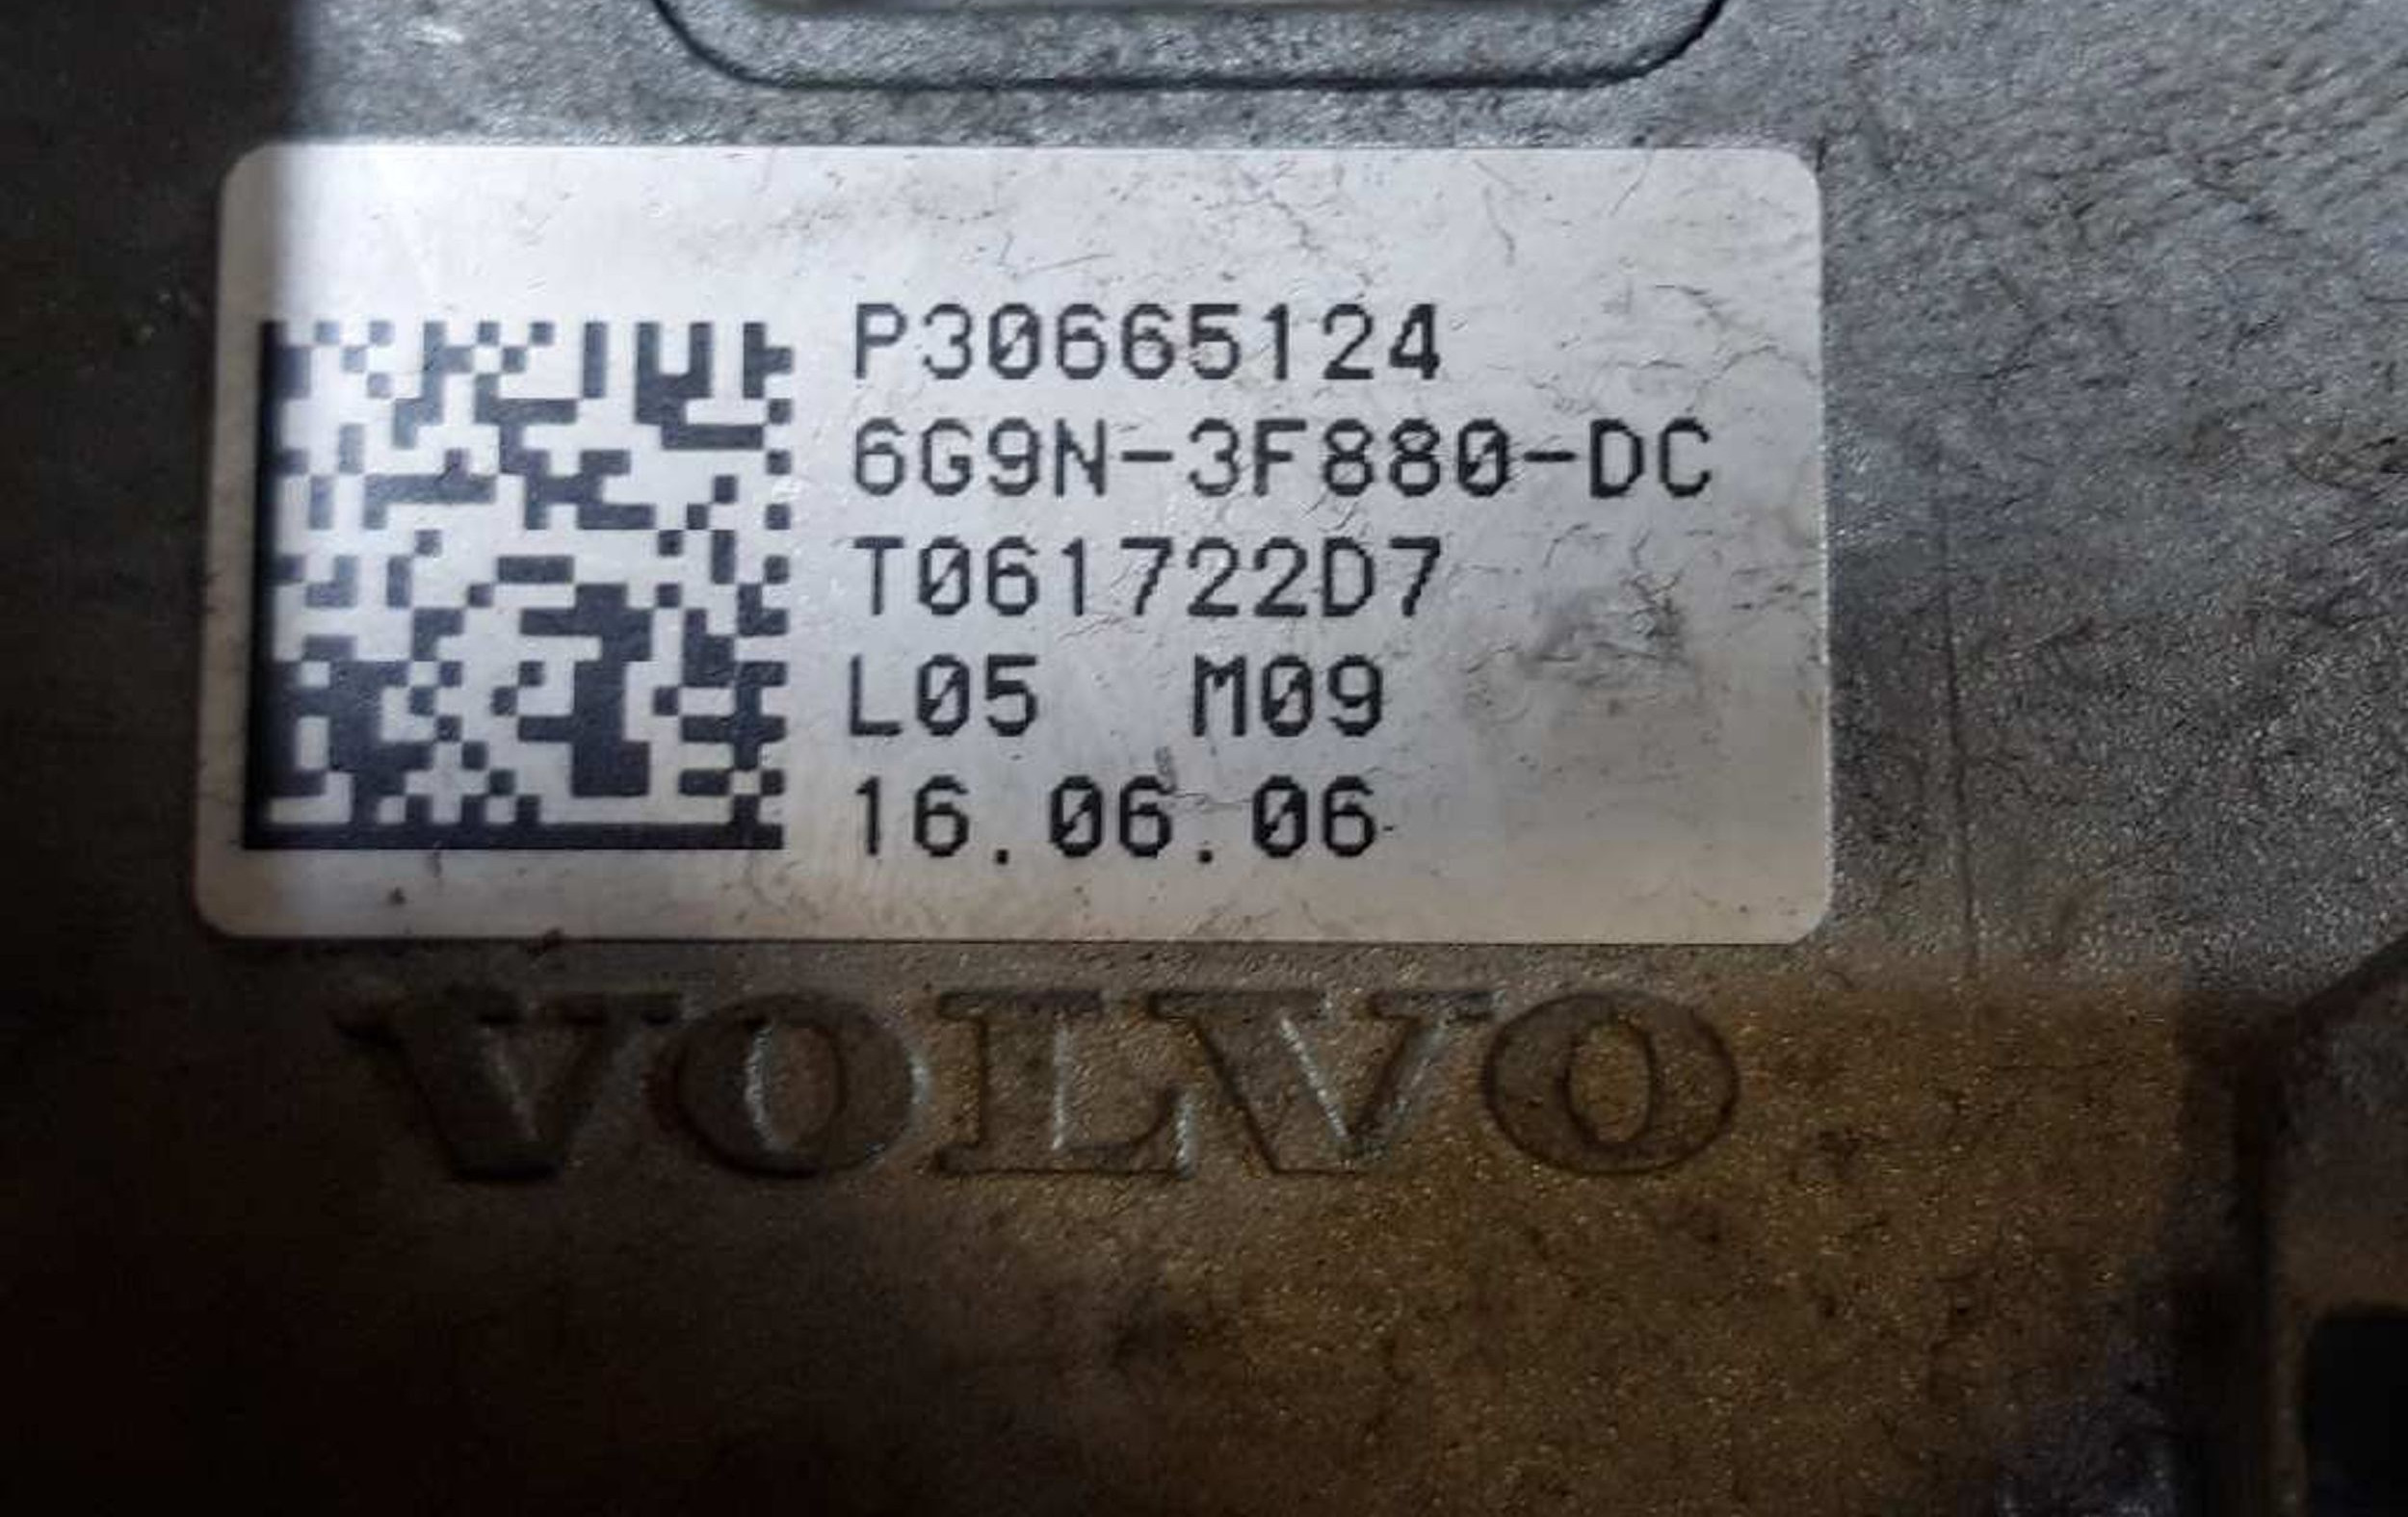 P30665124
6G9N-3F880-DC
T061722D7
L05 M09
16.06.06
VOLVO